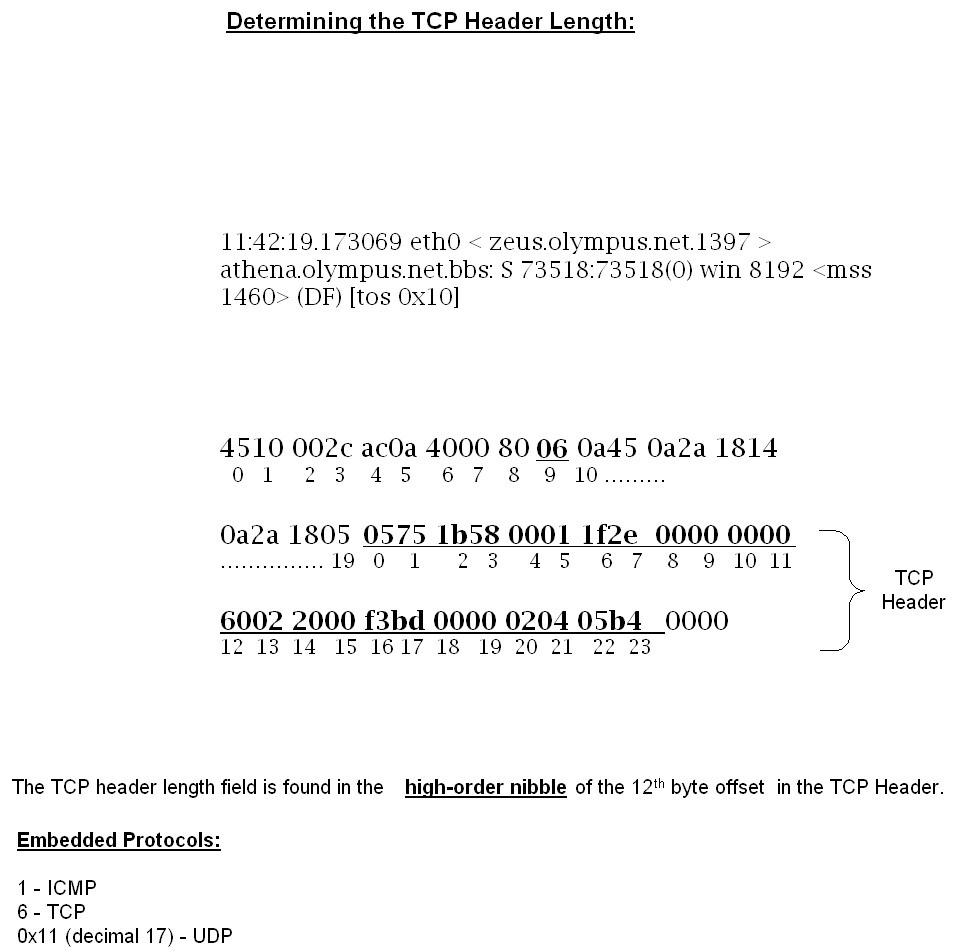 Determining the TCP Header Length:
11:42:19.173069 eth0 < zeus.olympus.net.1397 >
athena.olympus.net.bbs: S 73518:73518(0) win 8192 <mss
1460> (DF) [tos 0x10]
4510 002c ac0a 4000 80 06 0a45 0a2a 1814
0 1 2 3 4 5 6 7 8 9 10 .........
0a2a 1805 0575 1b58 0001 1f2e 0000 0000
............... 19 0 1 2 3 4 5 6 7 8 9 10 11
TCP
Header
6002 2000 f3bd 0000 0204 05b4 0000
12 13 14 15 16 17 18 19 20 21 22 23
The TCP header length field is found in the high-order nibble of the 12th byte offset in the TCP Header.
Embedded Protocols:
1 - ICMP
6 - TCP
0x11 (decimal 17) - UDP